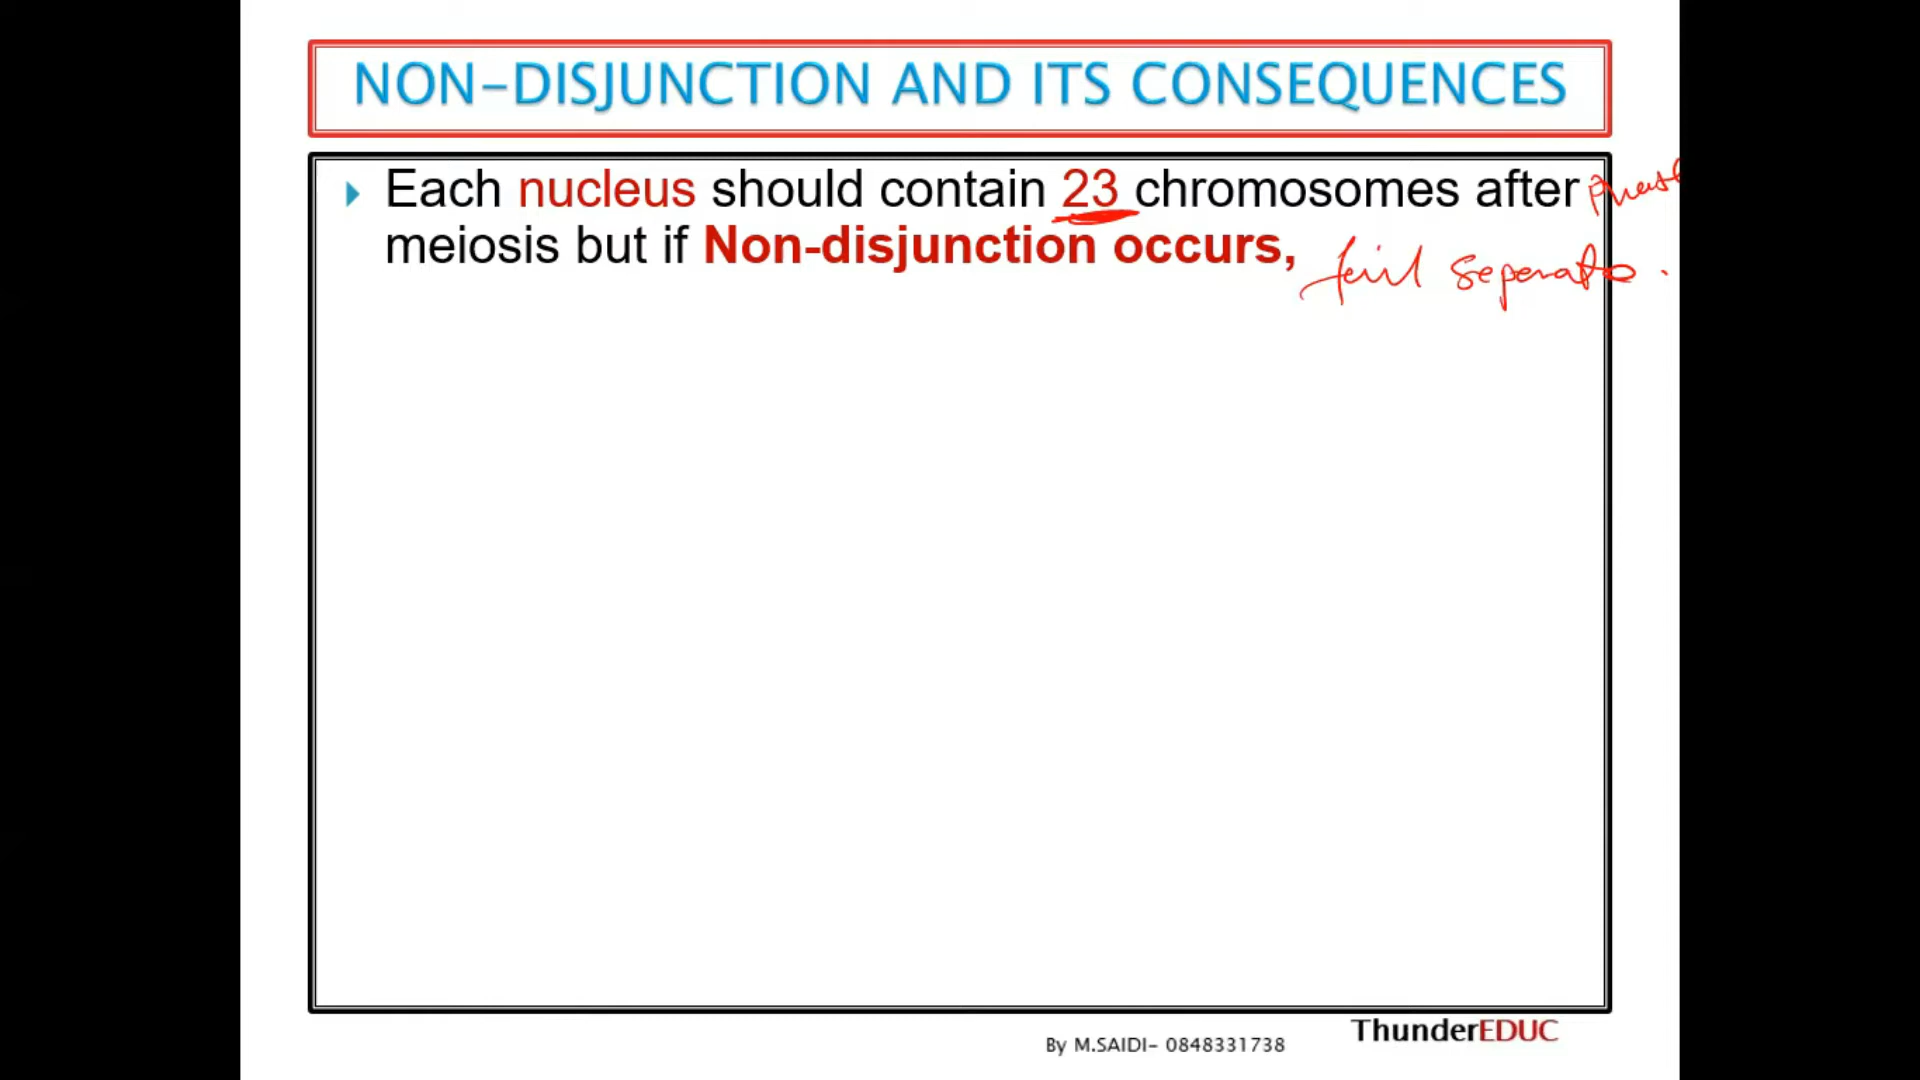 NON-DISJUNCTION AND ITS CONSEQUENCES
Each nucleus should contain 23 chromosomes after
meiosis but if Non-disjunction occurs,
fail seperate.
By M.SAIDI- 0848331738
ThunderEDUC